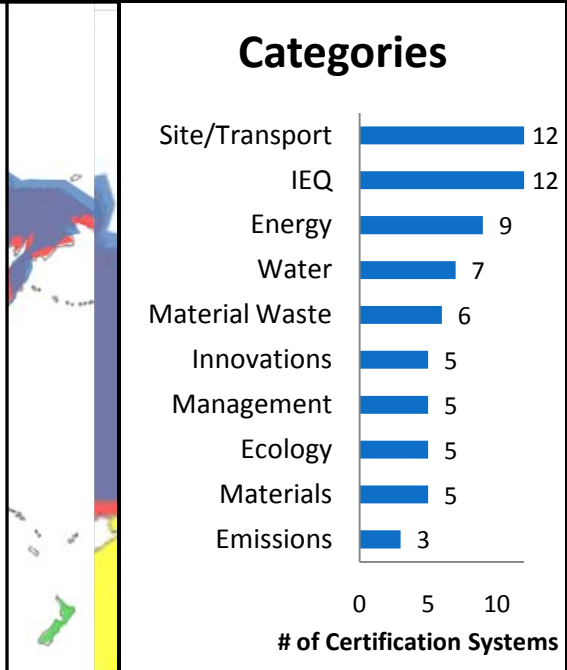 Categories
Site/Transport 12
IEQ 12
Energy 9
Water 7
Material Waste 6
Innovations 5
Management 5
Ecology 5
Materials 5
Emissions 3
0 5 10
# of Certification Systems